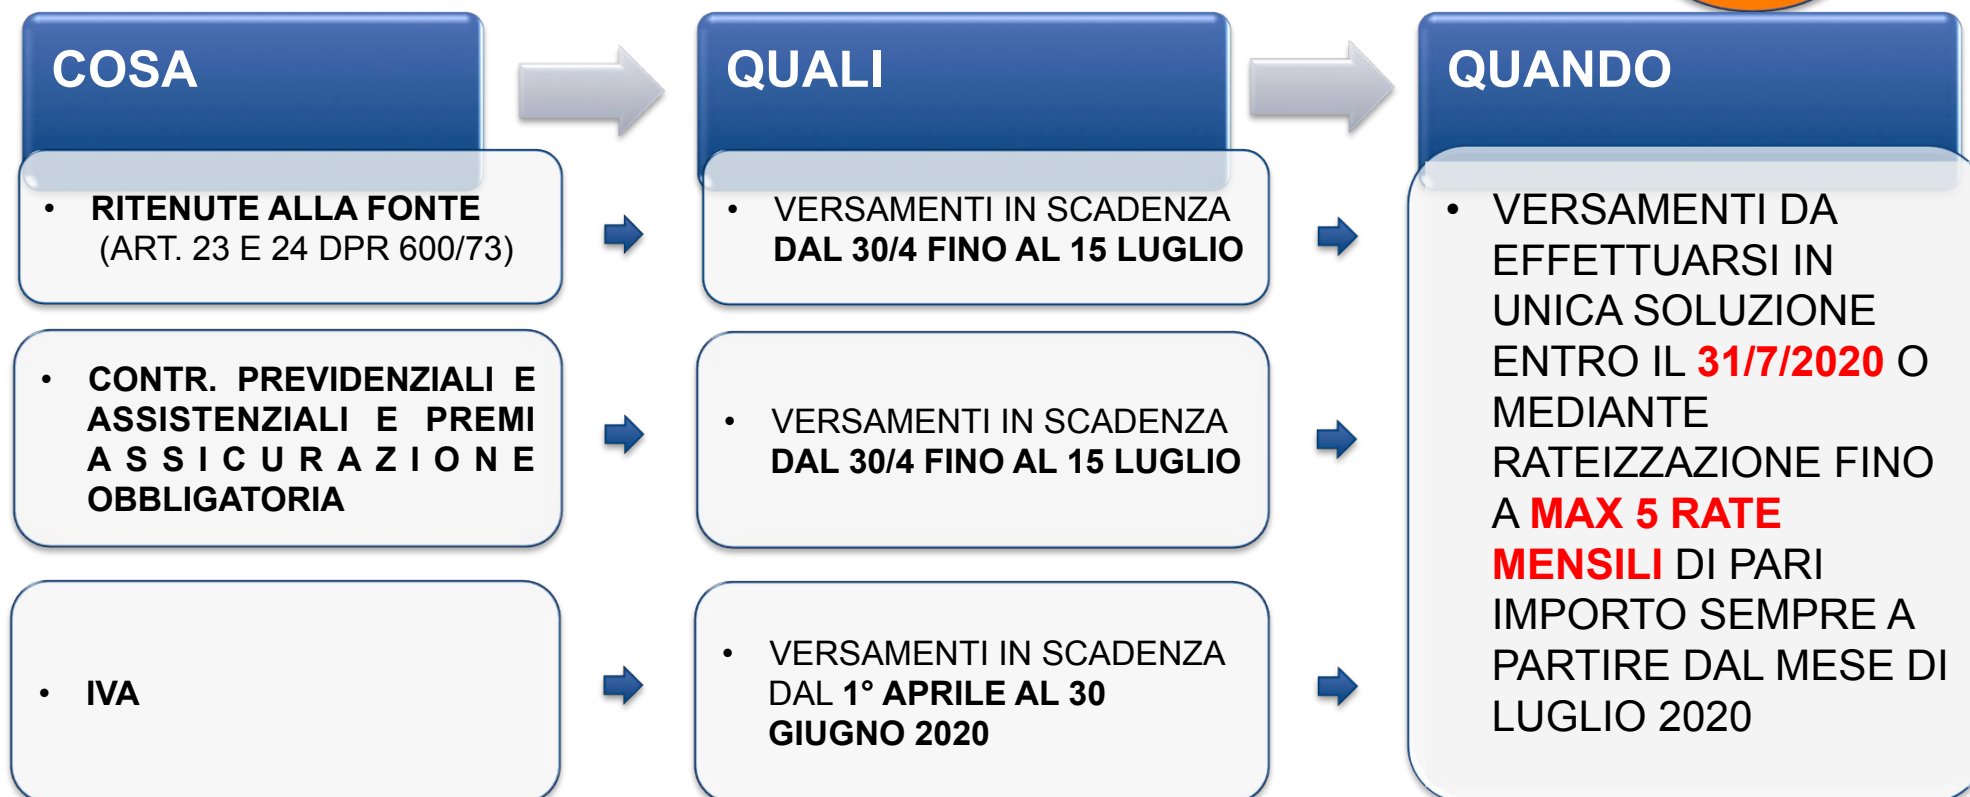 COSA
QUALI
QUANDO
• RITENUTE ALLA FONTE
(ART. 23 E 24 DPR 600/73)
• VERSAMENTI IN SCADENZA
DAL 30/4 FINO AL 15 LUGLIO
• CONTR. PREVIDENZIALI E
ASSISTENZIALI E PREMI
ASSICURAZIONE
OBBLIGATORIA
• VERSAMENTI IN SCADENZA
DAL 30/4 FINO AL 15 LUGLIO
• IVA
• VERSAMENTI IN SCADENZA
DAL 1° APRILE AL 30
GIUGNO 2020
• VERSAMENTI DA
EFFETTUARSI IN
UNICA SOLUZIONE
ENTRO IL 31/7/2020 O
MEDIANTE
RATEIZZAZIONE FINO
A MAX 5 RATE
MENSILI DI PARI
IMPORTO SEMPRE A
PARTIRE DAL MESE DI
LUGLIO 2020